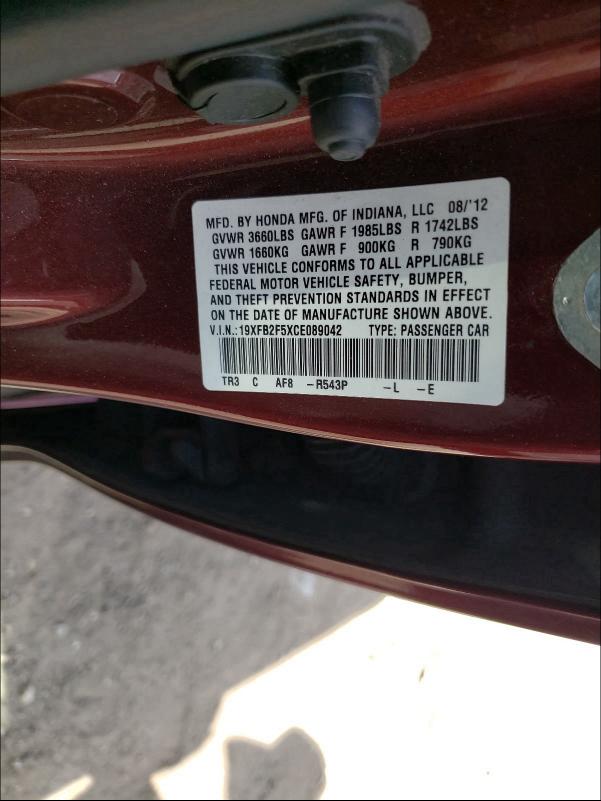 MFD. BY HONDA MFG. OF INDIANA, LLC 08/'12
GVWR 3660LBS GAWR F 1985LBS R 1742LBS
GVWR 1660KG GAWR F 900KG R 790KG
THIS VEHICLE CONFORMS TO ALL APPLICABLE
FEDERAL MOTOR VEHICLE SAFETY, BUMPER,
AND THEFT PREVENTION STANDARDS IN EFFECT
ON THE DATE OF MANUFACTURE SHOWN ABOVE.
V.I.N.:19XFB2F5XCE089042 TYPE: PASSENGER CAR
TR3 C AF8 -R543P -L -E